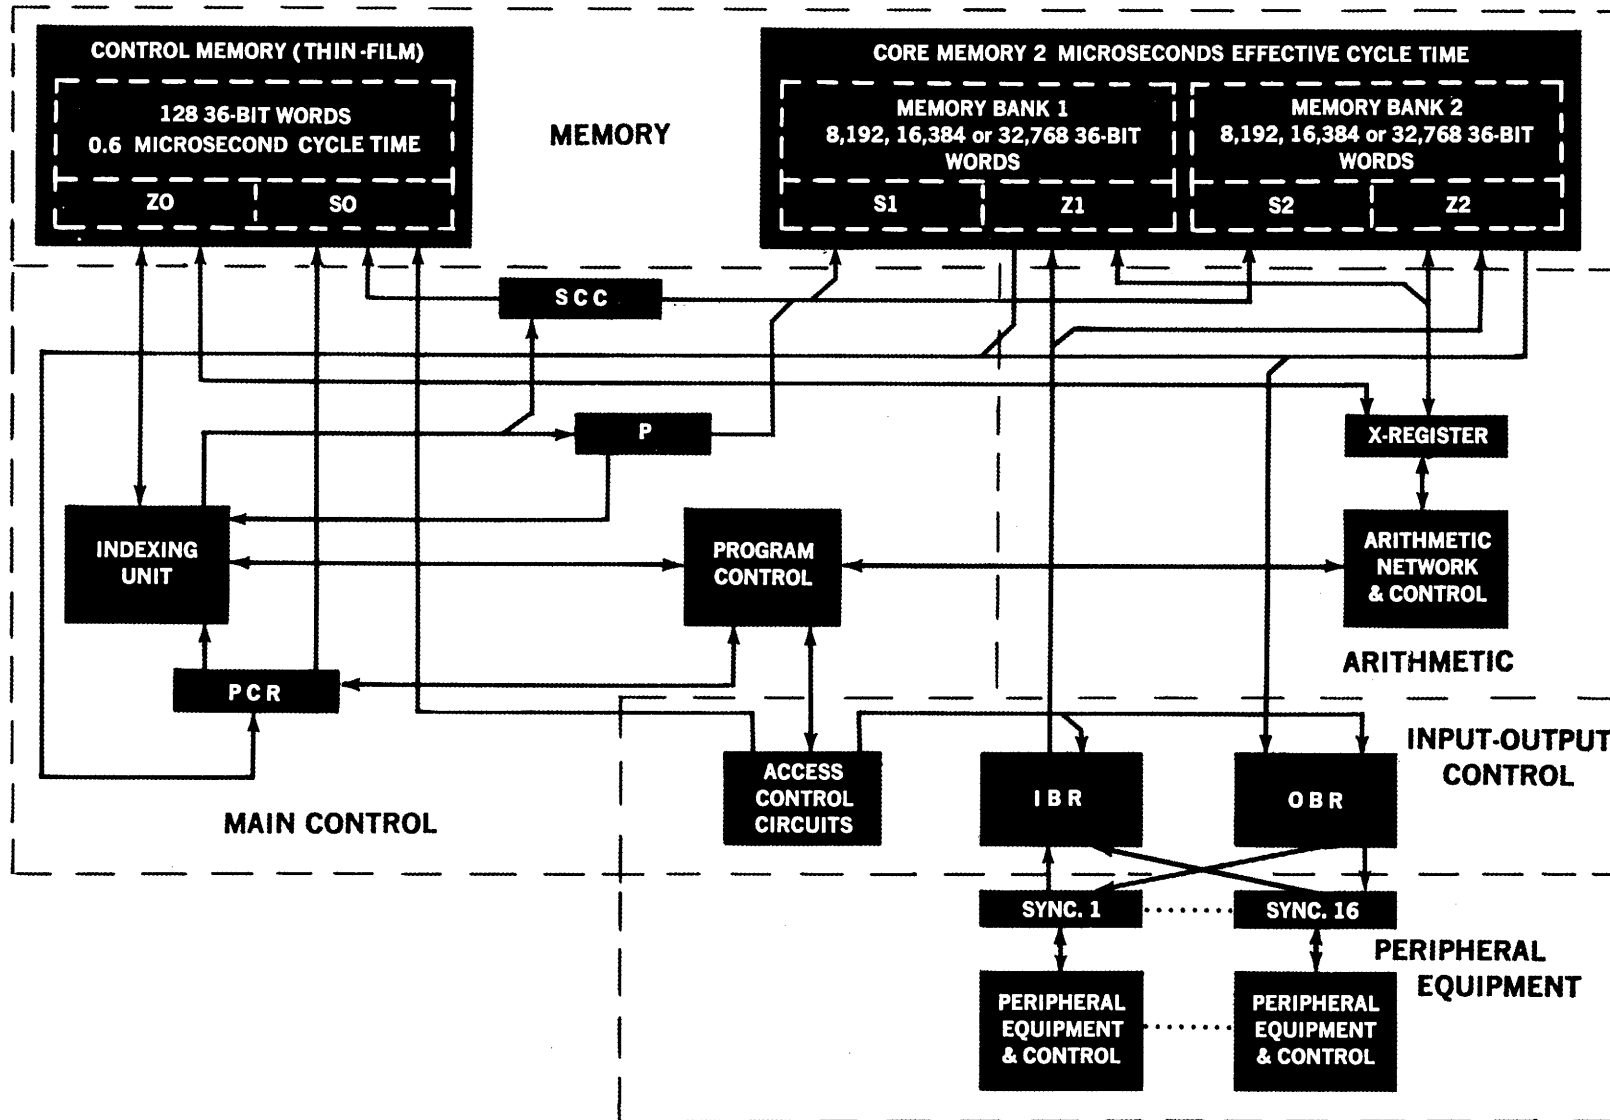 CONTROL MEMORY (THIN-FILM)
128 36-BIT WORDS
0.6 MICROSECOND CYCLE TIME
ZO
SO
MEMORY
CORE MEMORY 2 MICROSECONDS EFFECTIVE CYCLE TIME
MEMORY BANK 1
8,192, 16,384 or 32,768 36-BIT
WORDS
S1
Z1
MEMORY BANK 2
8,192, 16,384 or 32,768 36-BIT
WORDS
S2
Z2
SCC
P
X-REGISTER
INDEXING
UNIT
PROGRAM
CONTROL
ARITHMETIC
NETWORK
& CONTROL
ARITHMETIC
PCR
MAIN CONTROL
ACCESS
CONTROL
CIRCUITS
IBR
OBR
INPUT-OUTPUT
CONTROL
SYNC. 1
SYNC. 16
PERIPHERAL
EQUIPMENT
PERIPHERAL
EQUIPMENT
& CONTROL
PERIPHERAL
EQUIPMENT
& CONTROL